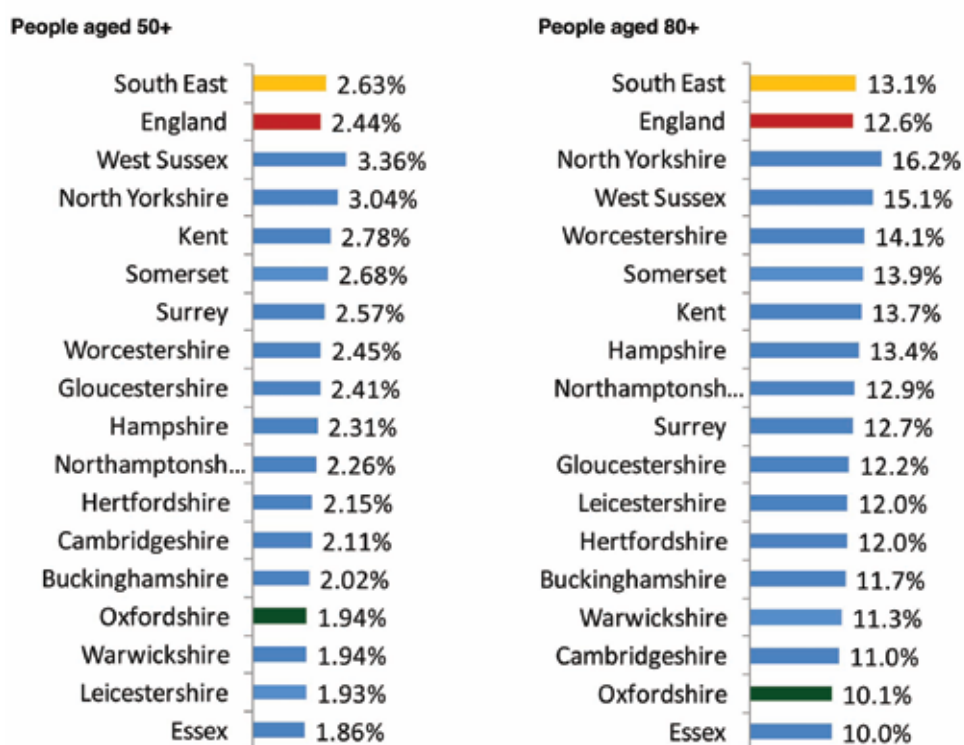 People aged 50+
South East 2.63%
England 2.44%
West Sussex 3.36%
North Yorkshire 3.04%
Kent 2.78%
Somerset 2.68%
Surrey 2.57%
Worcestershire 2.45%
Gloucestershire 2.41%
Hampshire 2.31%
Northamptonsh... 2.26%
Hertfordshire 2.15%
Cambridgeshire 2.11%
Buckinghamshire 2.02%
Oxfordshire 1.94%
Warwickshire 1.94%
Leicestershire 1.93%
Essex 1.86%
People aged 80+
South East 13.1%
England 12.6%
North Yorkshire 16.2%
West Sussex 15.1%
Worcestershire 14.1%
Somerset 13.9%
Kent 13.7%
Hampshire 13.4%
Northamptonsh... 12.9%
Surrey 12.7%
Gloucestershire 12.2%
Leicestershire 12.0%
Hertfordshire 12.0%
Buckinghamshire 11.7%
Warwickshire 11.3%
Cambridgeshire 11.0%
Oxfordshire 10.1%
Essex 10.0%